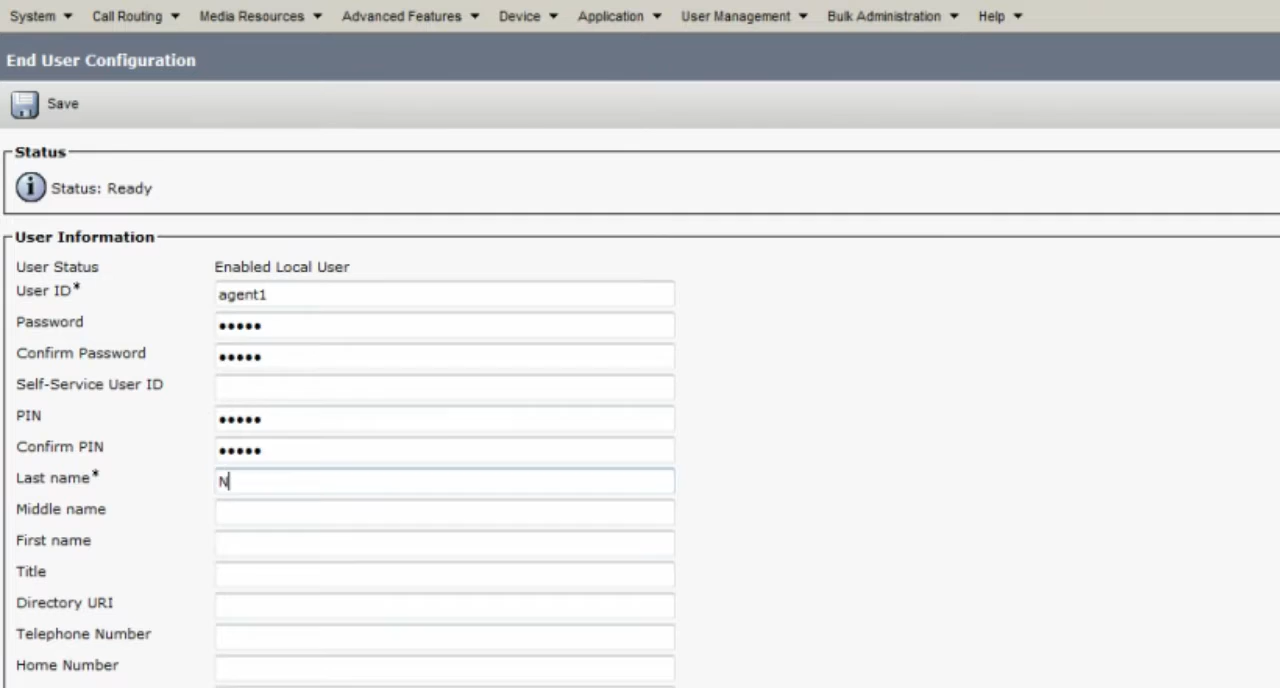 System Call Routing Media Resources Advanced Features Device Application User Management Bulk Administration Help
End User Configuration
Save
Status
Status: Ready
User Information
User Status Enabled Local User
User ID* agent1
Password •••••
Confirm Password •••••
Self-Service User ID
PIN •••••
Confirm PIN •••••
Last name* N
Middle name
First name
Title
Directory URI
Telephone Number
Home Number